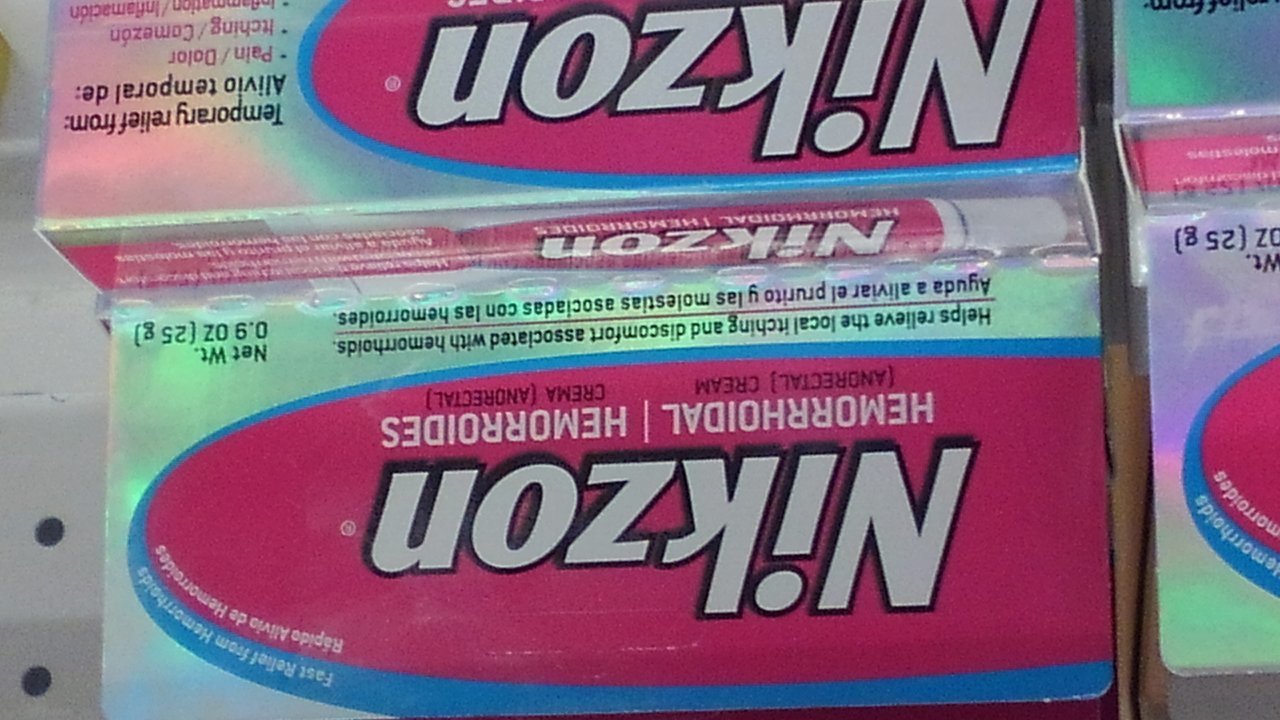 Fast Relief from Hemorrhoids
Rápido Alivio de Hemorroides
Nikzon®
HEMORRHOIDAL | HEMORROIDES
(ANORECTAL) CREAM CREMA (ANORECTAL)
Helps relieve the local itching and discomfort associated with hemorrhoids.
Ayuda a aliviar el prurito y las molestias asociadas con las hemorroides.
Net Wt.
0.9 OZ (25 g)
Nikzon
HEMORRHOIDAL | HEMORROIDES
Nikzon®
Temporary relief from:
Alivio temporal de:
• Pain / Dolor
• Itching / Comezón
• Inflammation / Inflamación
Wt.
OZ (25 g)
molestias